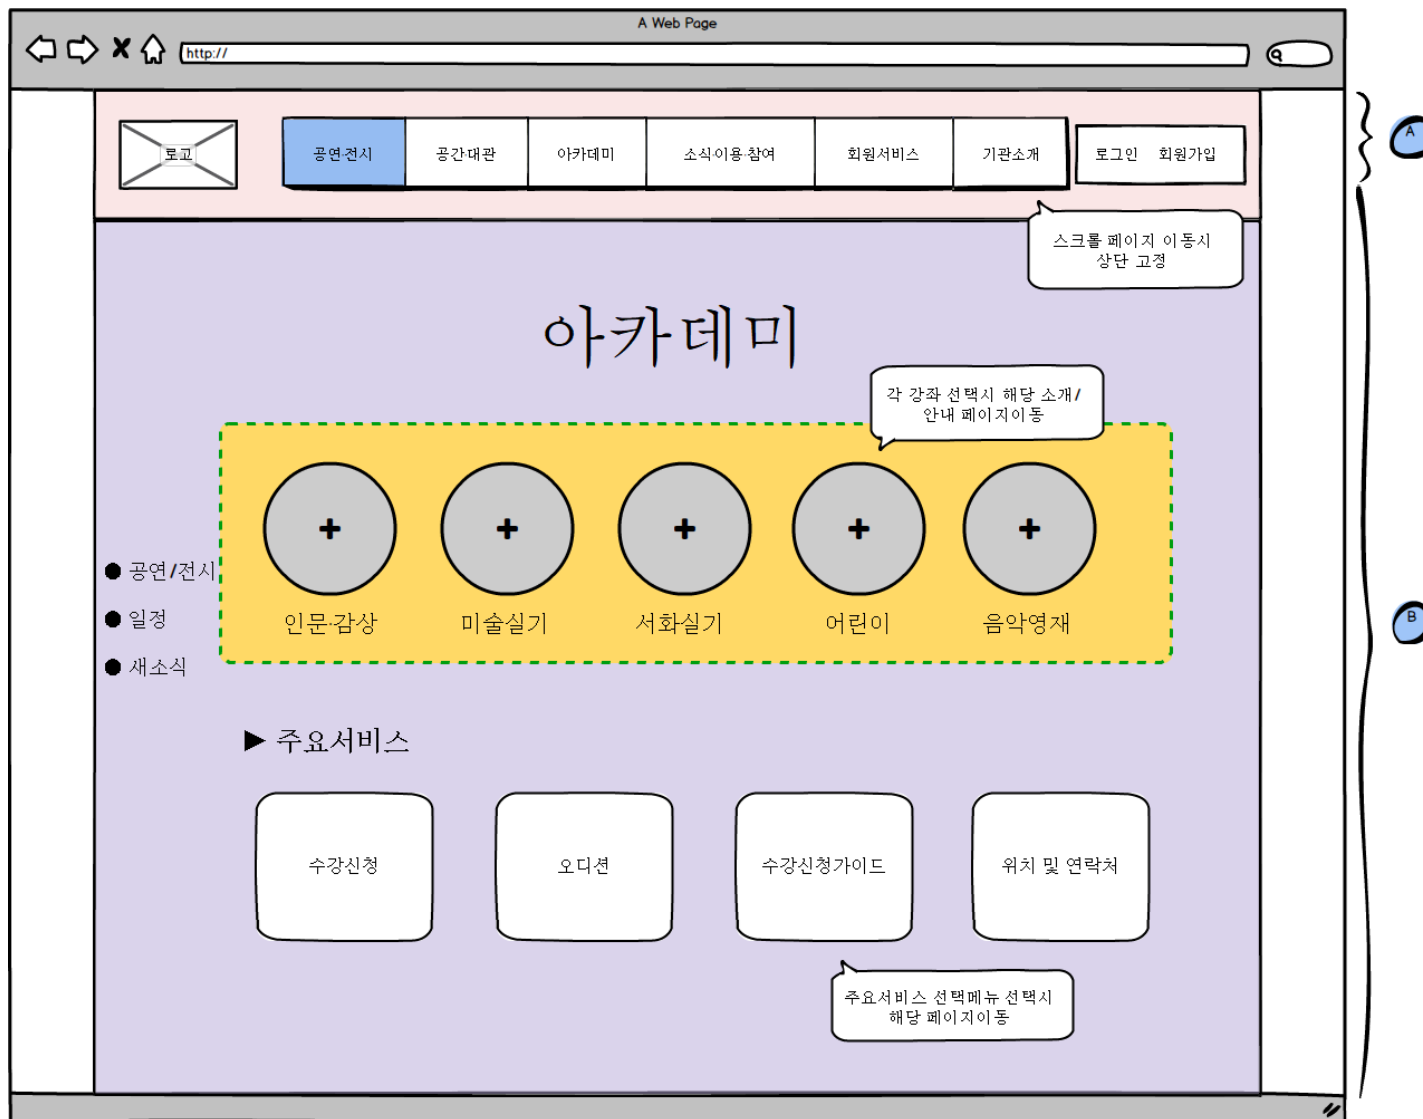 A Web Page
http://
로고
공연·전시
공간·대관
아카데미
소식·이용·참여
회원서비스
기관소개
로그인 회원가입
A
스크롤 페이지 이동시
상단 고정
아카데미
각 강좌 선택시 해당 소개/
안내 페이지이동
인문·감상
미술실기
서화실기
어린이
음악영재
● 공연/전시
● 일정
● 새소식
B
▶ 주요서비스
수강신청
오디션
수강신청가이드
위치 및 연락처
주요서비스 선택메뉴 선택시
해당 페이지이동